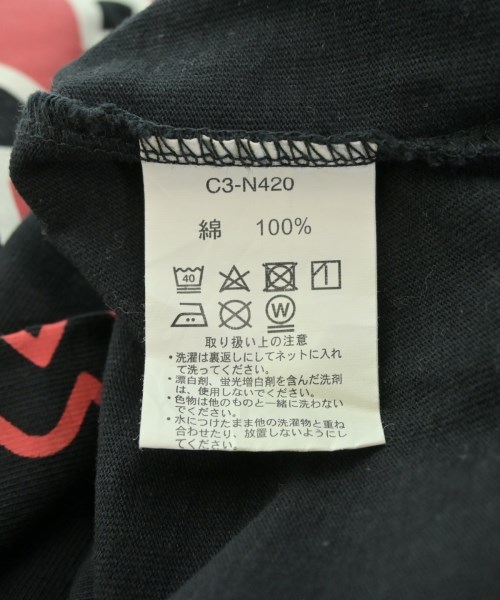 C3-N420
綿 100%
40
W
取り扱い上の注意
・洗濯は裏返しにしてネットに入れ
て洗ってください。
・漂白剤、蛍光増白剤を含んだ洗剤
は、使用しないでください。
・色物は他のものと一緒に洗わない
でください。
・水につけたまま他の洗濯物と重ね
合わせたり、放置しないようにし
てください。